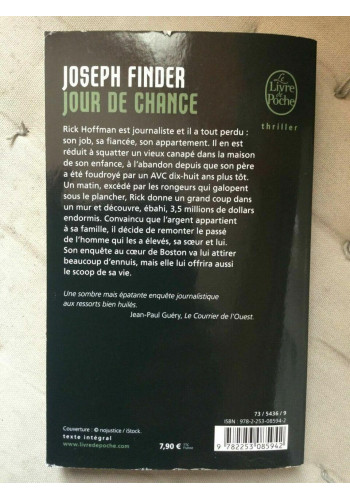 JOSEPH FINDER
JOUR DE CHANCE
Le
Livre
de
Poche
thriller
Rick Hoffman est journaliste et il a tout perdu :
son job, sa fiancée, son appartement. Il en est
réduit à squatter un vieux canapé dans la maison
de son enfance, à l'abandon depuis que son père
a été foudroyé par un AVC dix-huit ans plus tôt.
Un matin, excédé par les rongeurs qui galopent
sous le plancher, Rick donne un grand coup dans
un mur et découvre, ébahi, 3,5 millions de dollars
endormis. Convaincu que l'argent appartient
à sa famille, il décide de remonter le passé
de l'homme qui les a élevés, sa sœur et lui.
Son enquête au cœur de Boston va lui attirer
beaucoup d'ennuis, mais elle lui offrira aussi
le scoop de sa vie.
Une sombre mais épatante enquête journalistique
aux ressorts bien huilés.
Jean-Paul Guéry, Le Courrier de l'Ouest.
Couverture : © nojustice / iStock.
texte intégral
www.livredepoche.com
7,90 €
73 / 5436 / 9
ISBN : 978-2-253-08594-2
9 782253 085942